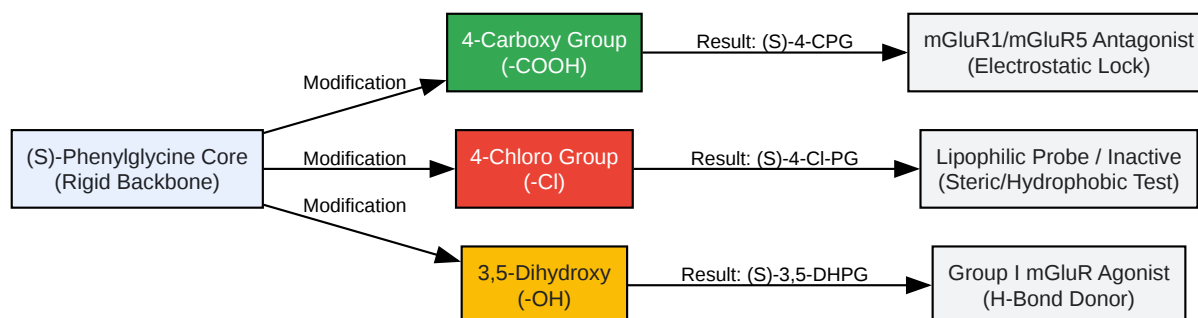 4-Carboxy Group
(-COOH)
Result: (S)-4-CPG
mGluR1/mGluR5 Antagonist
(Electrostatic Lock)
Modification
(S)-Phenylglycine Core
(Rigid Backbone)
Modification
4-Chloro Group
(-Cl)
Result: (S)-4-Cl-PG
Lipophilic Probe / Inactive
(Steric/Hydrophobic Test)
Modification
3,5-Dihydroxy
(-OH)
Result: (S)-3,5-DHPG
Group I mGluR Agonist
(H-Bond Donor)